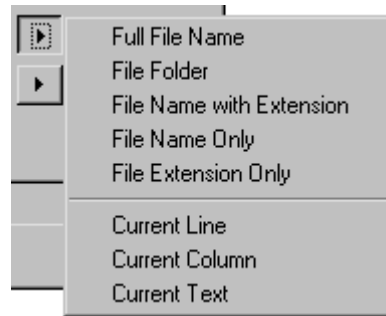 Full File Name
File Folder
File Name with Extension
File Name Only
File Extension Only
Current Line
Current Column
Current Text